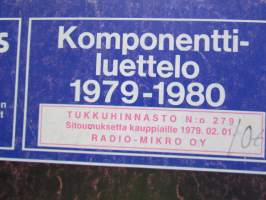 Komponentti-
luettelo
1979-1980
TUKKUHINNASTO N:o 279
Sitoumuksetta kauppiaille 1979. 02. 01.
RADIO-MIKRO OY